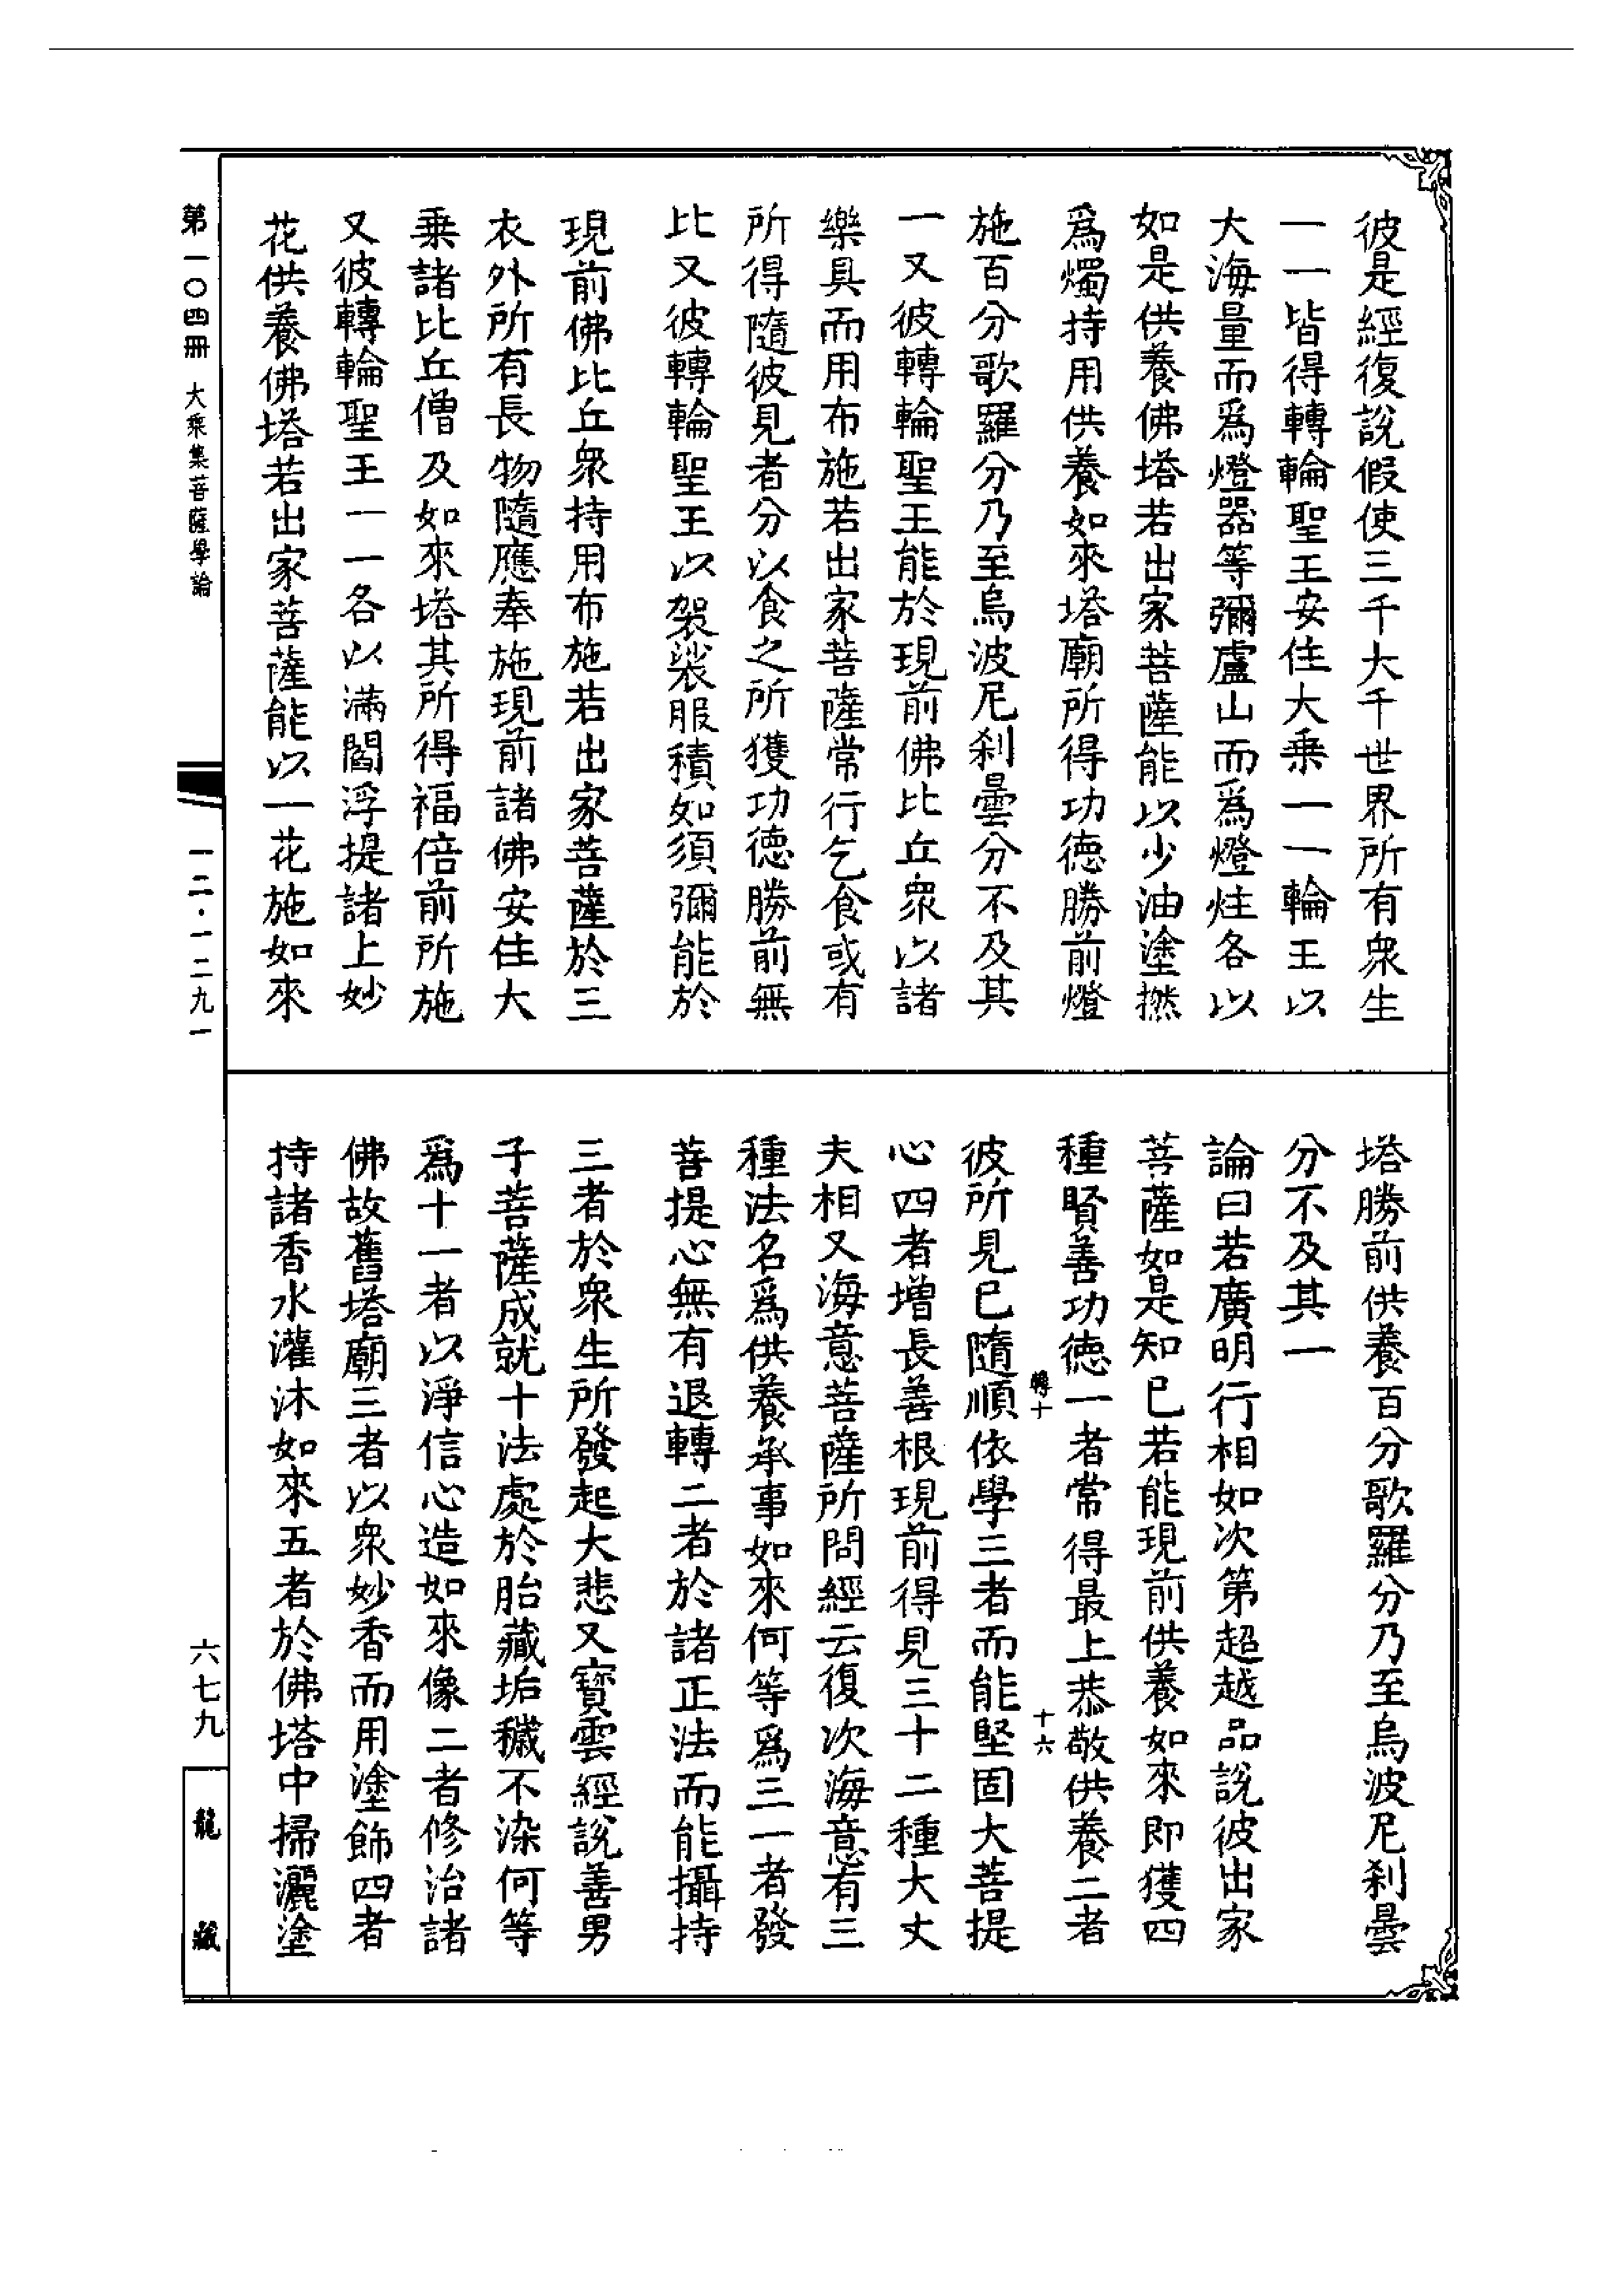 彼是經復說假使三千大千世界所有衆生
一一皆得轉輪聖王安住大乘一一輪王以
大海量而爲燈器等彌盧山而爲燈炷各以
如是供養佛塔若出家菩薩能以少油塗撚
爲燭持用供養如來塔廟所得功德勝前燈
施百分歌羅分乃至烏波尼剎曇分不及其
一又彼轉輪聖王能於現前佛比丘衆以諸
樂具而用布施若出家菩薩常行乞食或有
所得隨彼見者分以食之所獲功德勝前無
比又彼轉輪聖王以袈裟服積如須彌能於
現前佛比丘衆持用布施若出家菩薩於三
衣外所有長物隨應奉施現前諸佛安住大
乘諸比丘僧及如來塔其所得福倍前所施
又彼轉輪聖王一一各以滿閻浮提諸上妙
花供養佛塔若出家菩薩能以一花施如來
塔勝前供養百分歌羅分乃至烏波尼剎曇
分不及其一
論曰若廣明行相如次第超越品說彼出家
菩薩如是知已若能現前供養如來即獲四
種賢善功德一者常得最上恭敬供養二者
轉十
十六
彼所見已隨順依學三者而能堅固大菩提
心四者增長善根現前得見三十二種大丈
夫相又海意菩薩所問經云復次海意有三
種法名爲供養承事如來何等爲三一者發
菩提心無有退轉二者於諸正法而能攝持
三者於衆生所發起大悲又寶雲經說善男
子菩薩成就十法處於胎藏垢穢不染何等
爲十一者以淨信心造如來像二者修治諸
佛故舊塔廟三者以衆妙香而用塗飾四者
持諸香水灌沐如來五者於佛塔中掃灑塗
第一〇四冊 大乘集菩薩學論
一二·一二九一
六七九
龍藏